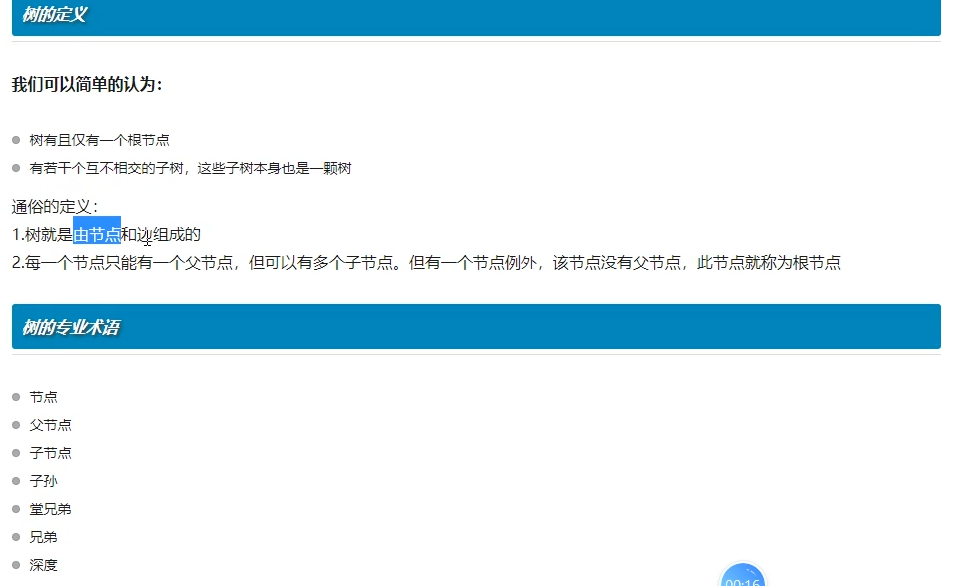 树的定义
我们可以简单的认为：
树有且仅有一个根节点
有若干个互不相交的子树，这些子树本身也是一颗树
通俗的定义：
1.树就是由节点和边组成的
2.每一个节点只能有一个父节点，但可以有多个子节点。但有一个节点例外，该节点没有父节点，此节点就称为根节点
树的专业术语
节点
父节点
子节点
子孙
堂兄弟
兄弟
深度
00:16